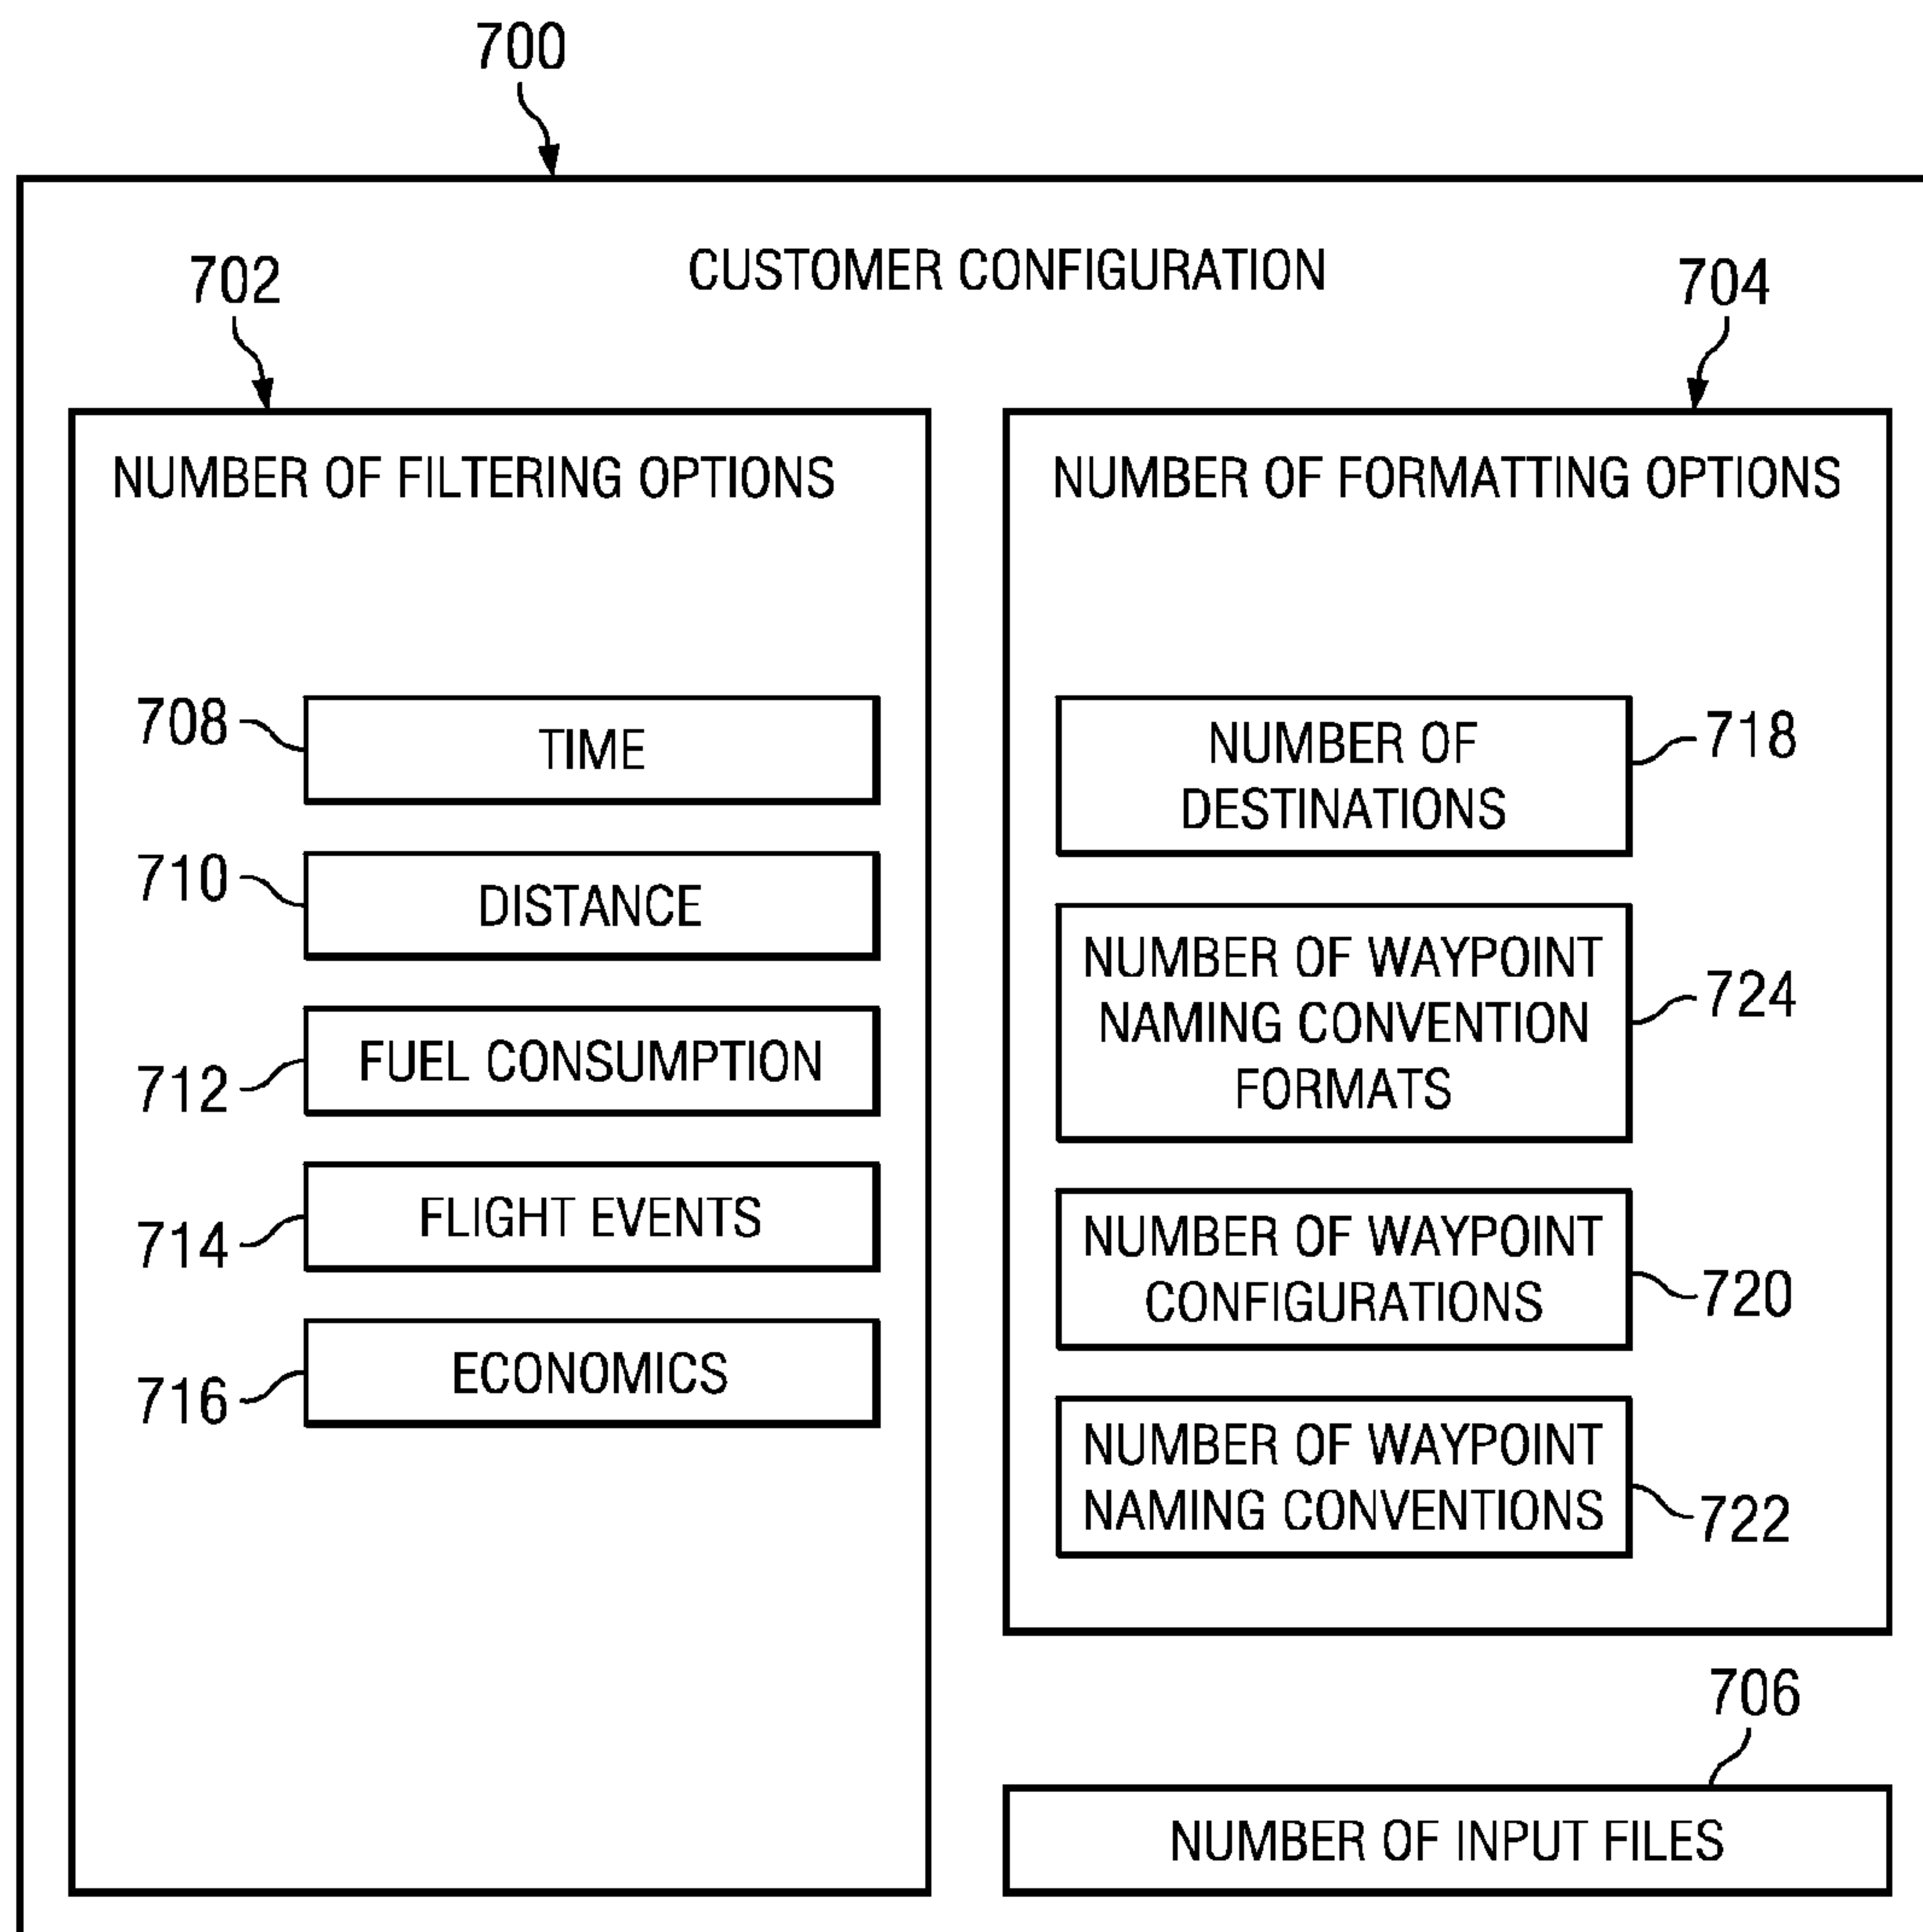 700
CUSTOMER CONFIGURATION
702
704
NUMBER OF FILTERING OPTIONS
708
TIME
710
DISTANCE
712
FUEL CONSUMPTION
714
FLIGHT EVENTS
716
ECONOMICS
NUMBER OF FORMATTING OPTIONS
NUMBER OF
DESTINATIONS
718
NUMBER OF WAYPOINT
NAMING CONVENTION
FORMATS
724
NUMBER OF WAYPOINT
CONFIGURATIONS
720
NUMBER OF WAYPOINT
NAMING CONVENTIONS
722
706
NUMBER OF INPUT FILES